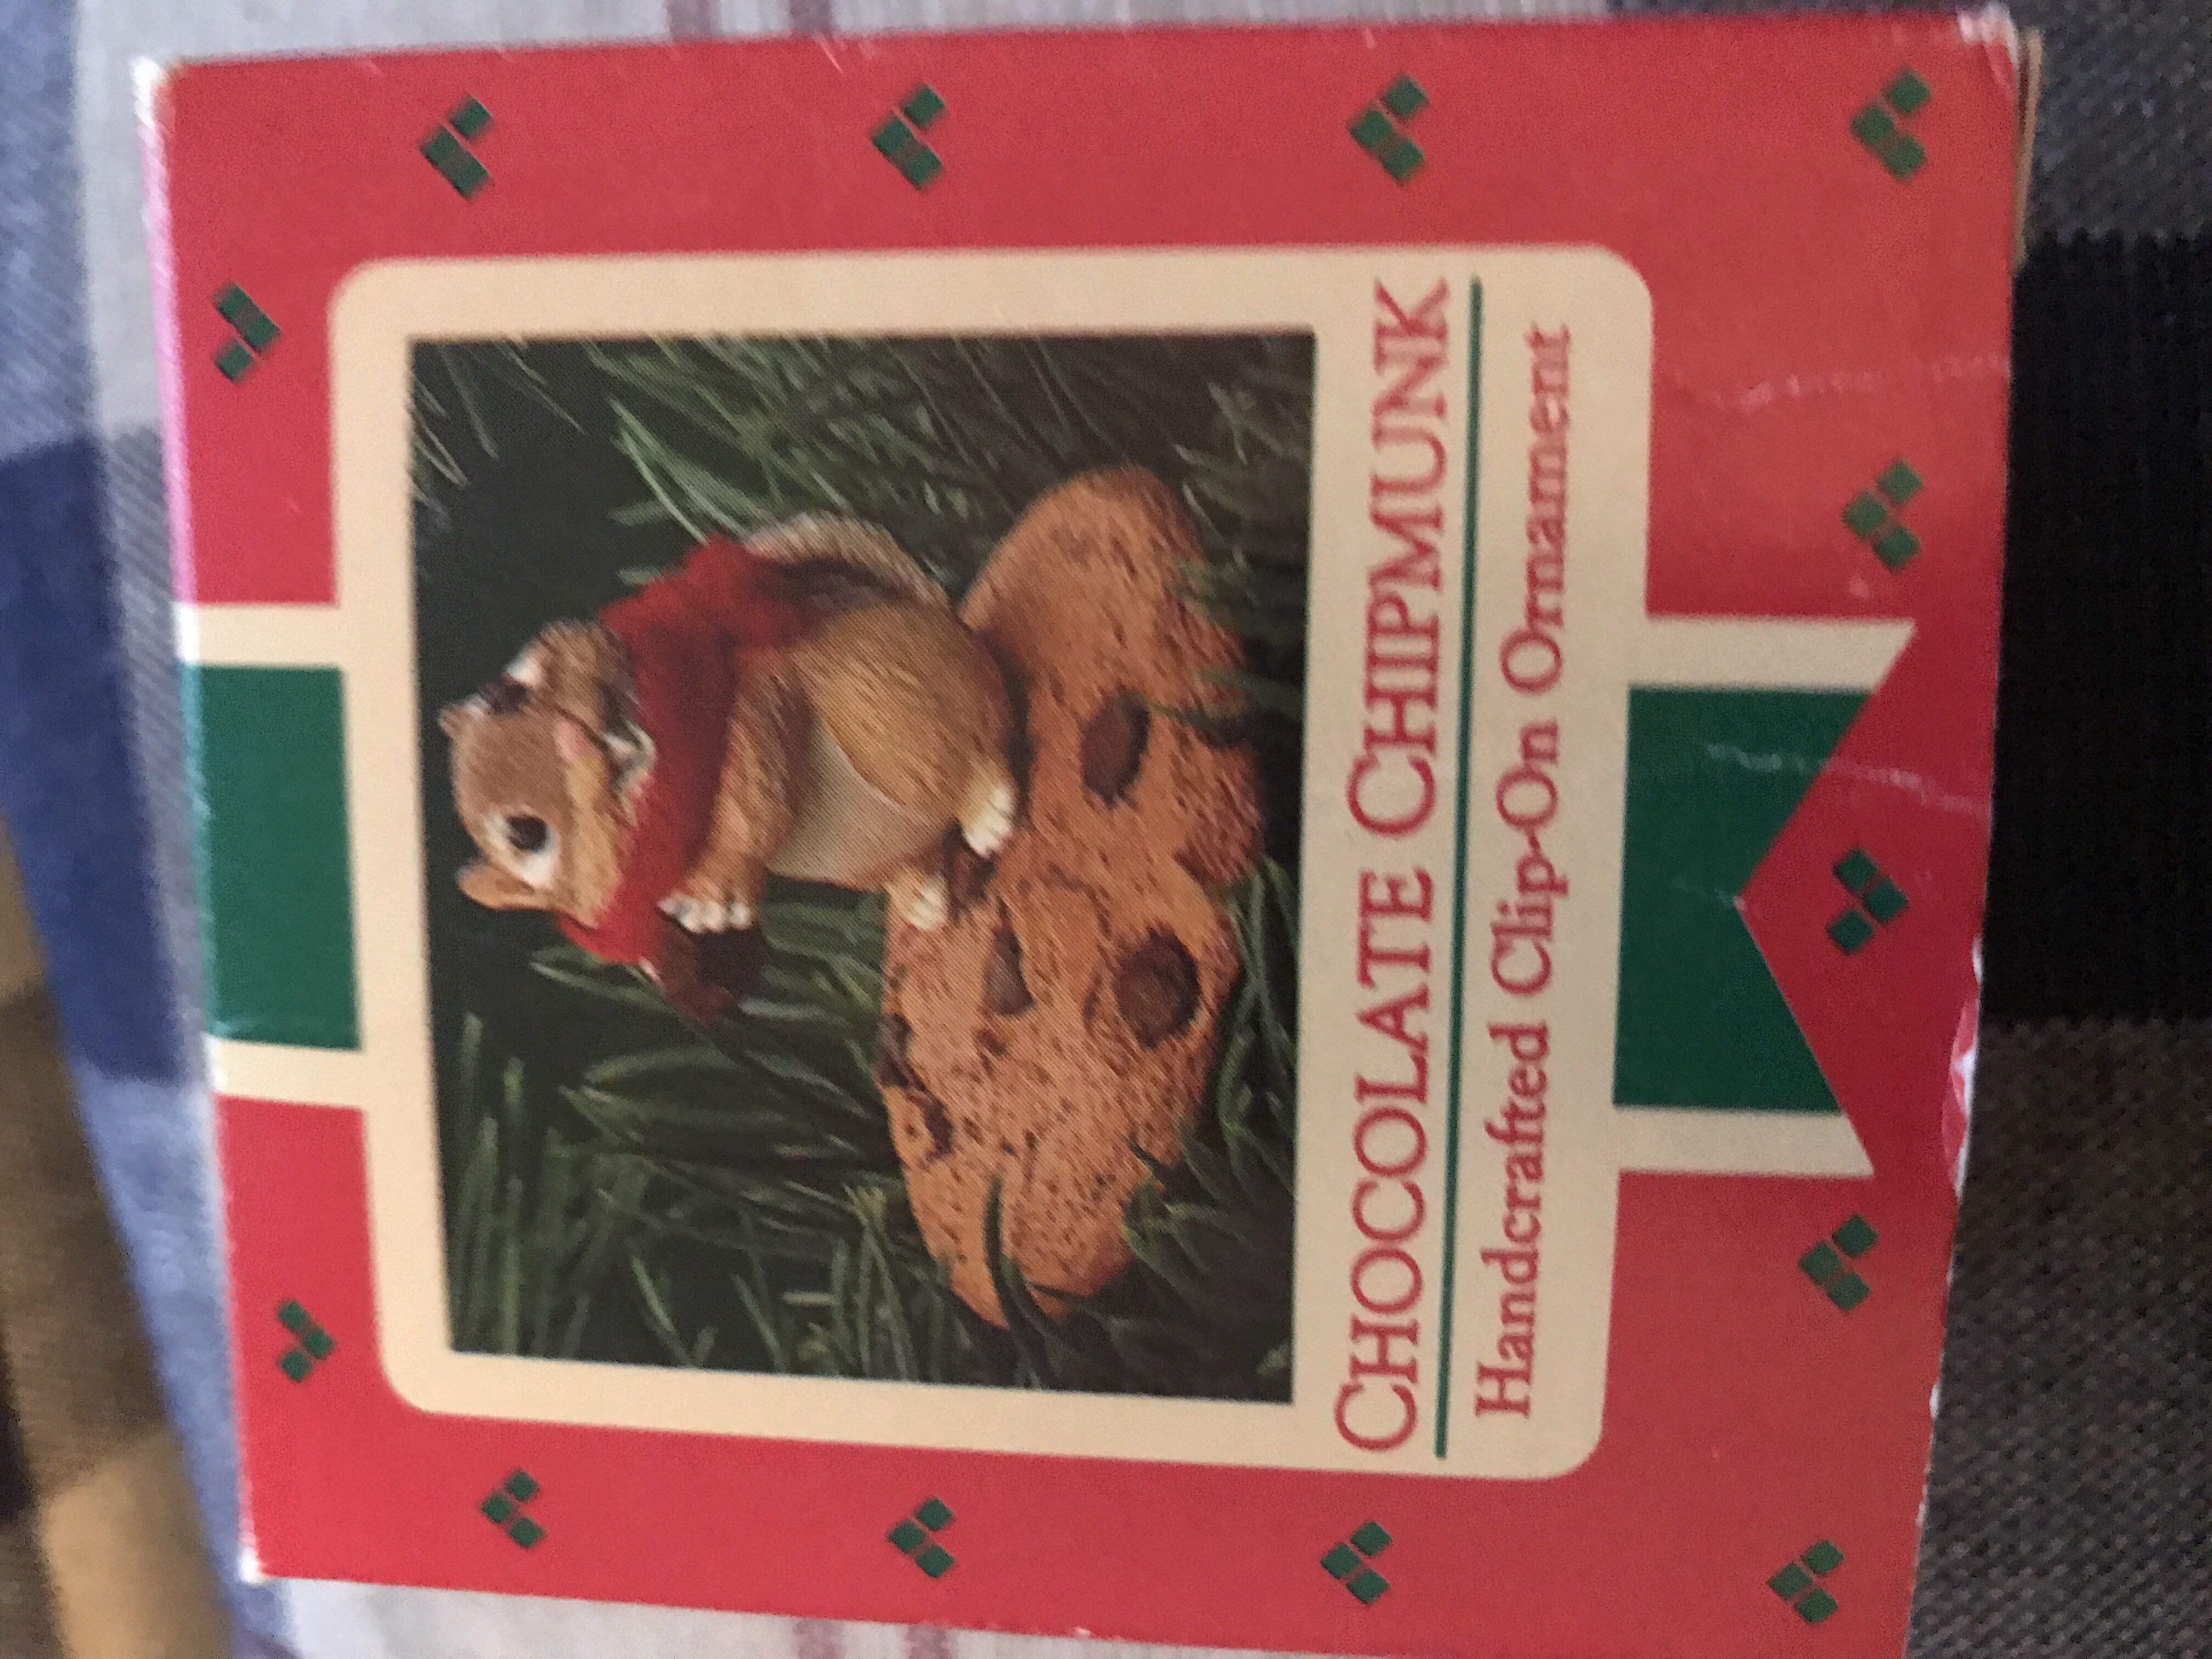 CHOCOLATE CHIPMUNK
Handcrafted Clip-On Ornament